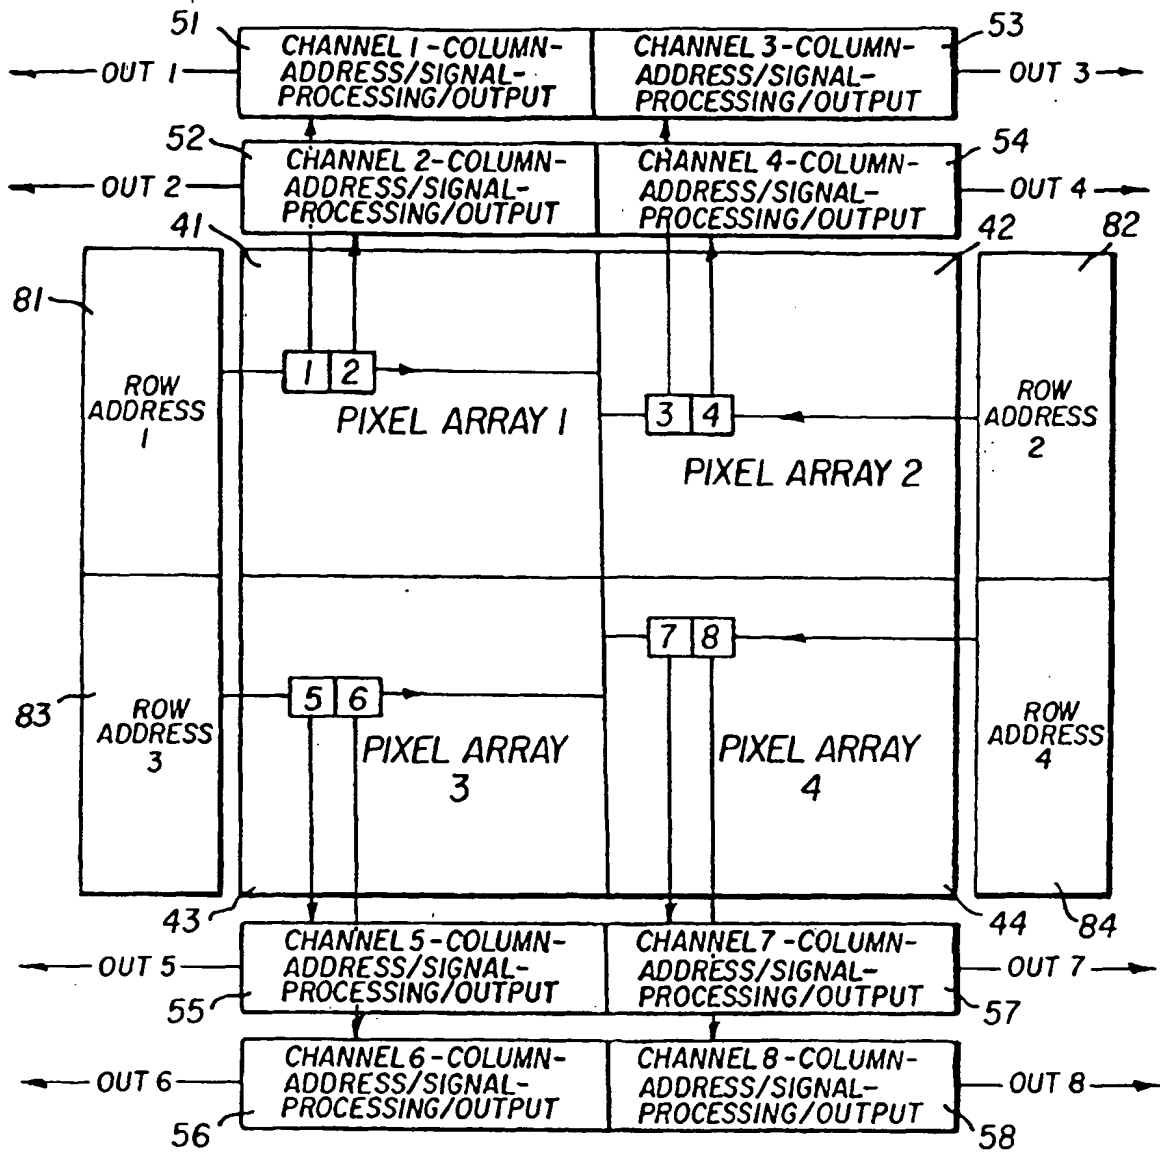 51
53
OUT 1
CHANNEL 1-COLUMN-
ADDRESS/SIGNAL-
PROCESSING/OUTPUT
CHANNEL 3-COLUMN-
ADDRESS/SIGNAL-
PROCESSING/OUTPUT
OUT 3
52
54
OUT 2
CHANNEL 2-COLUMN-
ADDRESS/SIGNAL-
PROCESSING/OUTPUT
CHANNEL 4-COLUMN-
ADDRESS/SIGNAL-
PROCESSING/OUTPUT
OUT 4
41
42
82
81
ROW
ADDRESS
1
1 2
PIXEL ARRAY 1
3 4
PIXEL ARRAY 2
ROW
ADDRESS
2
83
ROW
ADDRESS
3
5 6
PIXEL ARRAY
3
7 8
PIXEL ARRAY
4
ROW
ADDRESS
4
43
44
84
OUT 5
CHANNEL 5-COLUMN-
ADDRESS/SIGNAL-
PROCESSING/OUTPUT
CHANNEL 7-COLUMN-
ADDRESS/SIGNAL-
PROCESSING/OUTPUT
OUT 7
55
57
OUT 6
CHANNEL 6-COLUMN-
ADDRESS/SIGNAL-
PROCESSING/OUTPUT
CHANNEL 8-COLUMN-
ADDRESS/SIGNAL-
PROCESSING/OUTPUT
OUT 8
56
58